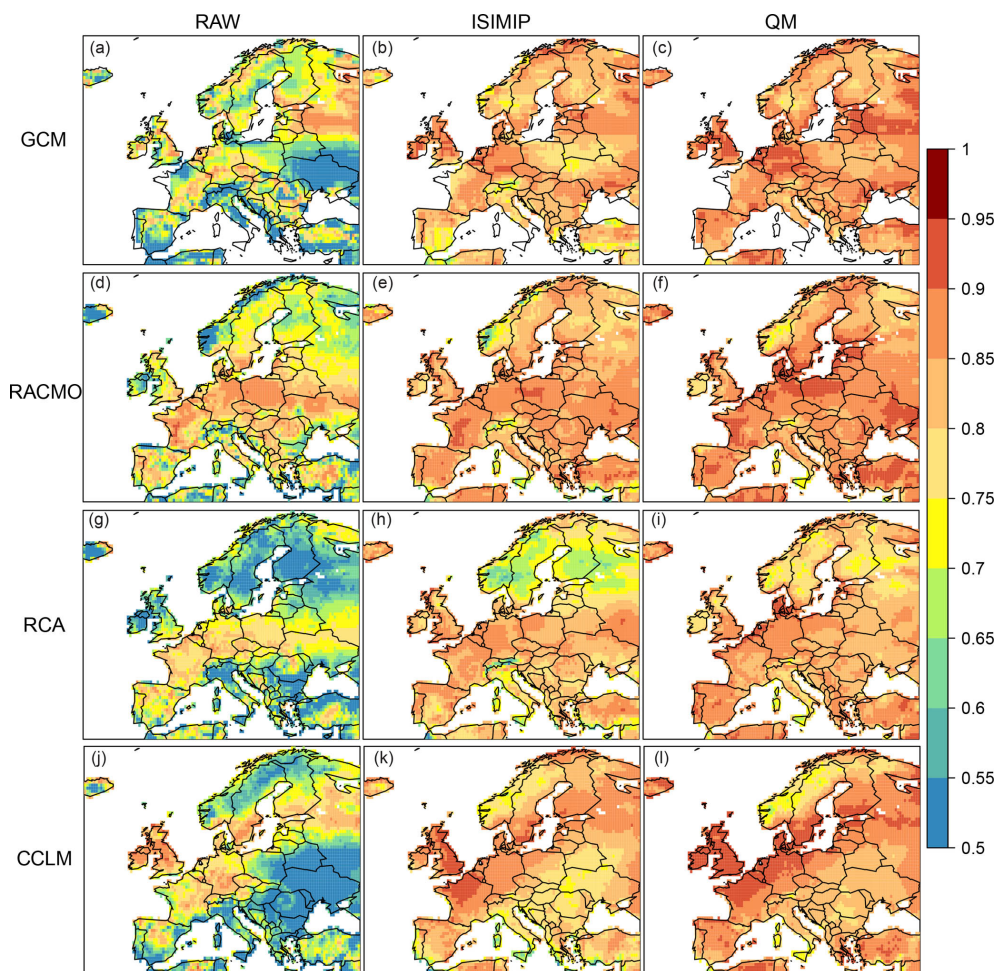 RAW ISIMIP QM
GCM (a) (b) (c)
RACMO (d) (e) (f)
RCA (g) (h) (i)
CCLM (j) (k) (l)
1
0.95
0.9
0.85
0.8
0.75
0.7
0.65
0.6
0.55
0.5